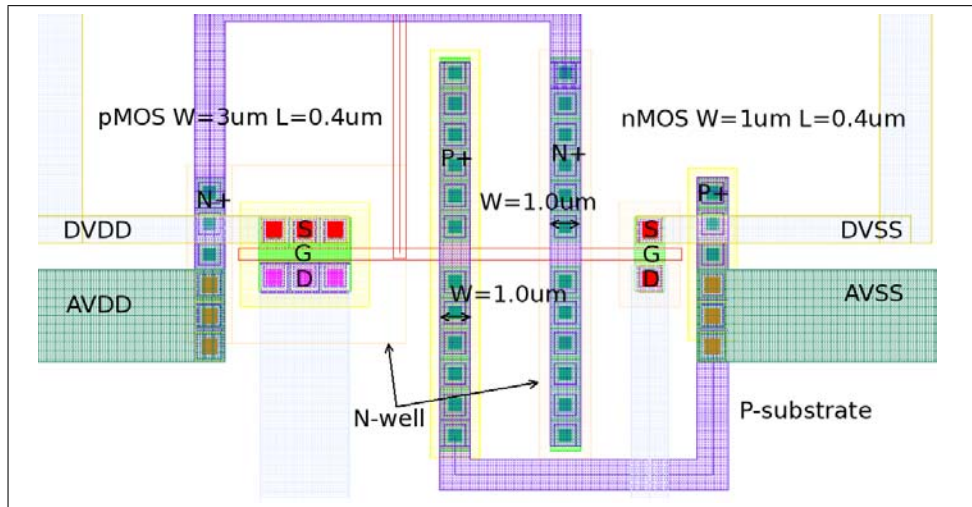 pMOS W=3um L=0.4um
nMOS W=1um L=0.4um
P+
N+
N+
P+
W=1.0um
DVDD
S
S
DVSS
G
G
D
D
AVDD
W=1.0um
AVSS
N-well
P-substrate